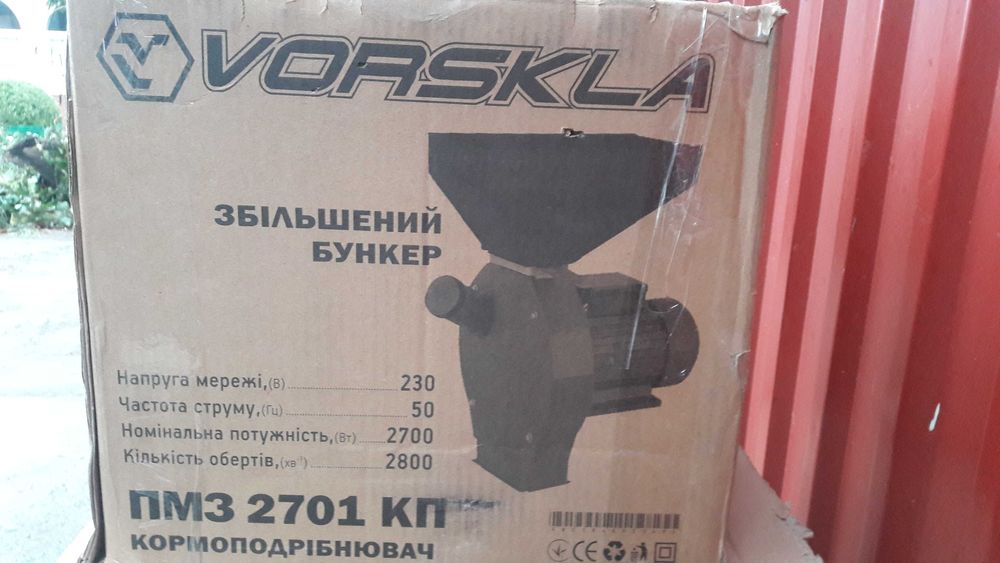 VORSKLA
ЗБІЛЬШЕНИЙ
БУНКЕР
Напруга мережі,(В) 230
Частота струму,(Гц) 50
Номінальна потужність,(Вт) 2700
Кількість обертів,(хв⁻¹) 2800
ПМЗ 2701 КП
КОРМОПОДРІБНЮВАЧ
CE